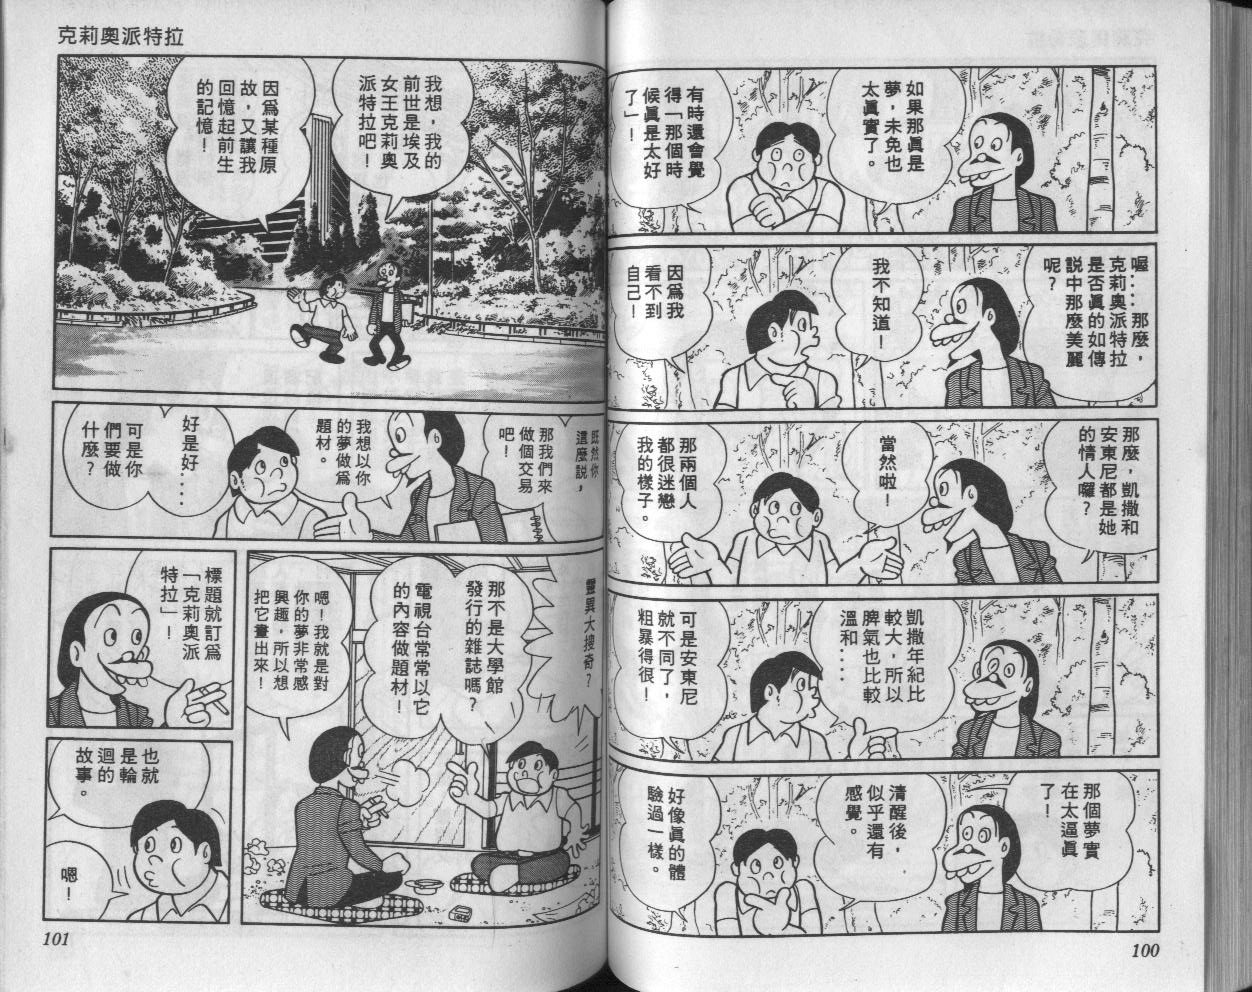 克莉奧派特拉
如果那眞是
夢，未免也
太眞實了。
有時還會覺
得「那個時
候眞是太好
了」！
喔……那麼，
克莉奧派特拉
是否眞的如傳
說中那麼美麗
呢？
我不知道！
因爲我
看不到
自己！
那麼，凱撒和
安東尼都是她
的情人囉？
當然啦！
那兩個人
都很迷戀
我的樣子。
凱撒年紀比
較大，所以
脾氣也比較
溫和……
可是安東尼
就不同了，
粗暴得很！
那個夢實
在太逼眞
了！
清醒後，
似乎還有
感覺。
好像眞的體
驗過一樣。
100
我想，我的
前世是埃及
女王克莉奧
派特拉吧！
因爲某種原
故，又讓我
回憶起前生
的記憶！
既然你
這麼說，
那我們來
做個交易
吧！
我想以你
的夢做爲
題材。
好是好……
可是你
們要做
什麼？
靈異大搜奇？
那不是大學館
發行的雜誌嗎？
電視台常常以它
的內容做題材！
嗯！我就是對
你的夢非常感
興趣，所以想
把它畫出來！
標題就訂爲
「克莉奧派
特拉」！
也就
是輪
迴的
故事。
嗯！
101